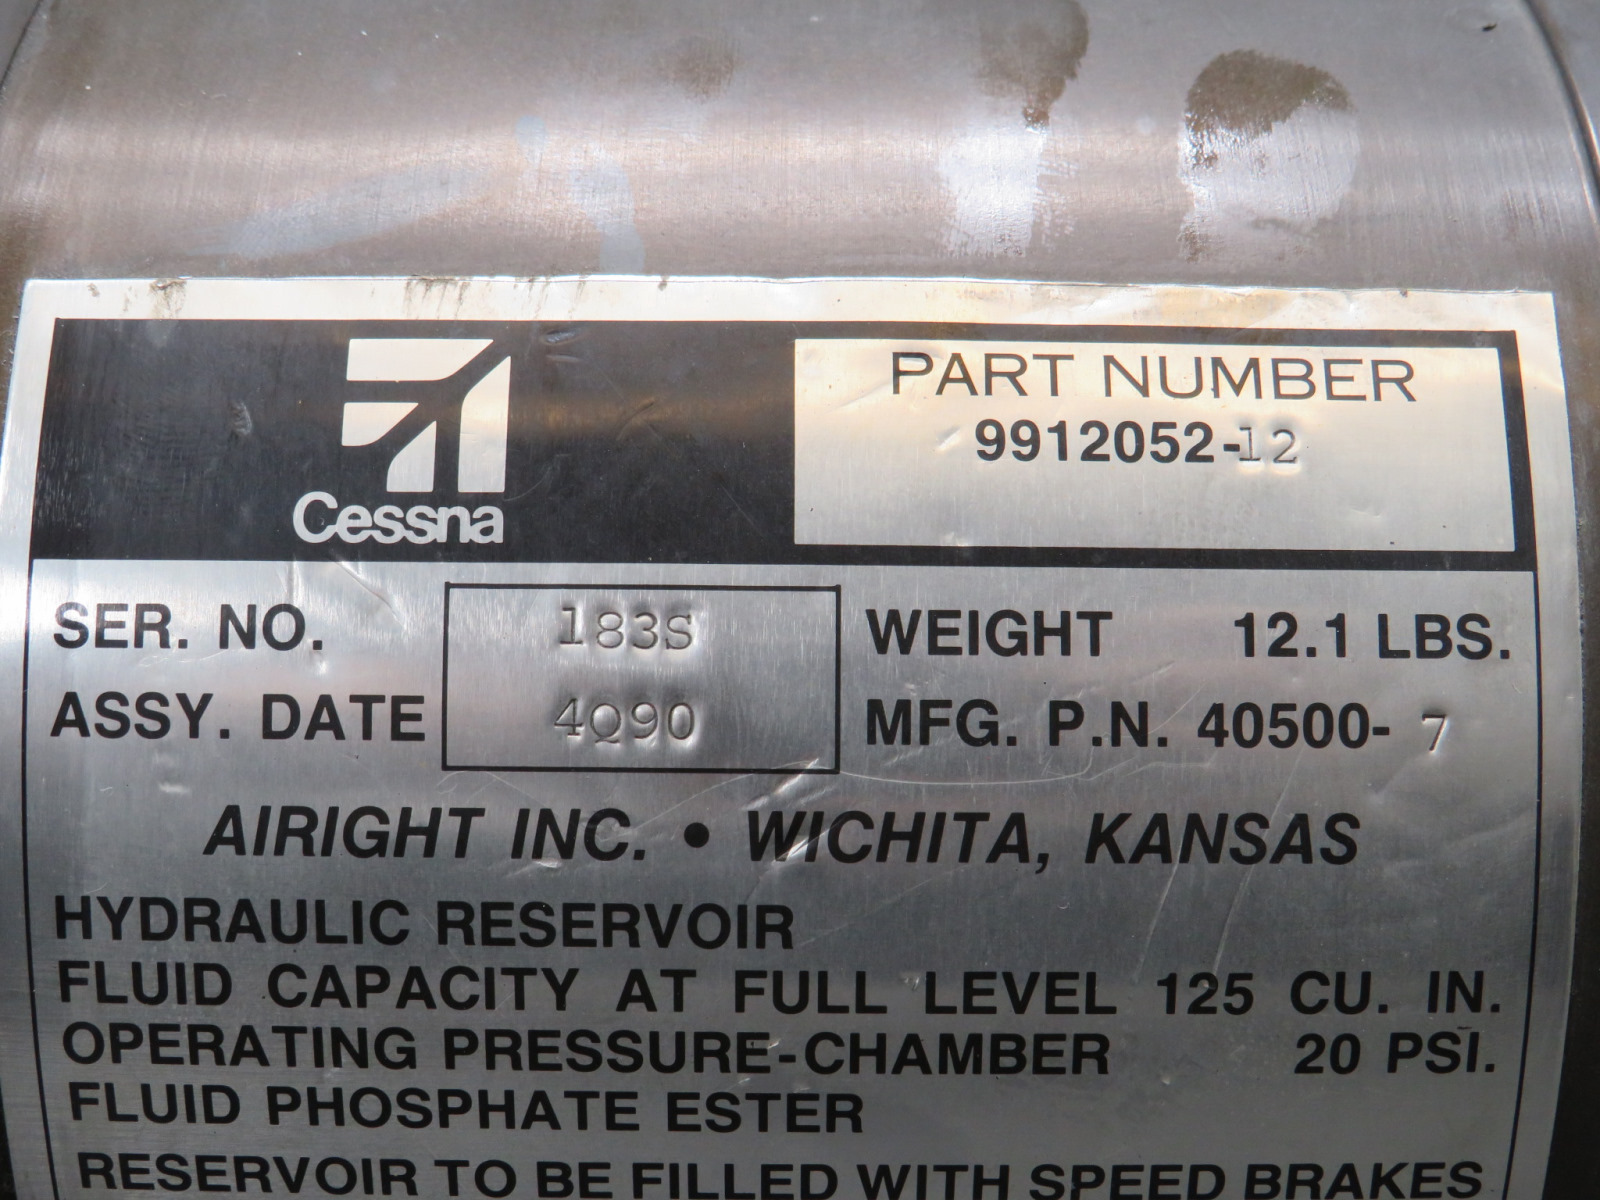 Cessna
PART NUMBER
9912052-12
SER. NO. 183S
WEIGHT 12.1 LBS.
ASSY. DATE 4Q90
MFG. P.N. 40500- 7
AIRIGHT INC. • WICHITA, KANSAS
HYDRAULIC RESERVOIR
FLUID CAPACITY AT FULL LEVEL 125 CU. IN.
OPERATING PRESSURE-CHAMBER 20 PSI.
FLUID PHOSPHATE ESTER
RESERVOIR TO BE FILLED WITH SPEED BRAKES